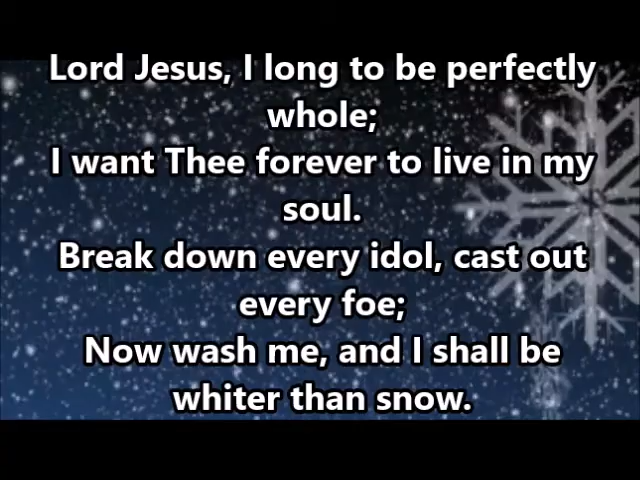 Lord Jesus, I long to be perfectly
whole;
I want Thee forever to live in my
soul.
Break down every idol, cast out
every foe;
Now wash me, and I shall be
whiter than snow.